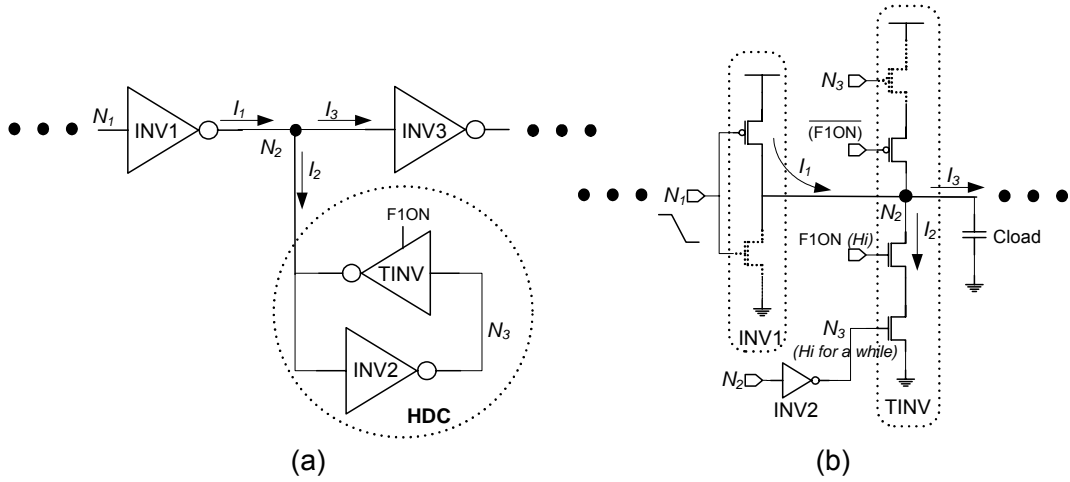 N1
INV1
I1
N2
I3
INV3
I2
F1ON
TINV
N3
INV2
HDC
(a)
N3
(F1ON)
I1
N1
I3
N2
I2
F1ON (Hi)
Cload
INV1
N3
(Hi for a while)
N2
INV2
TINV
(b)